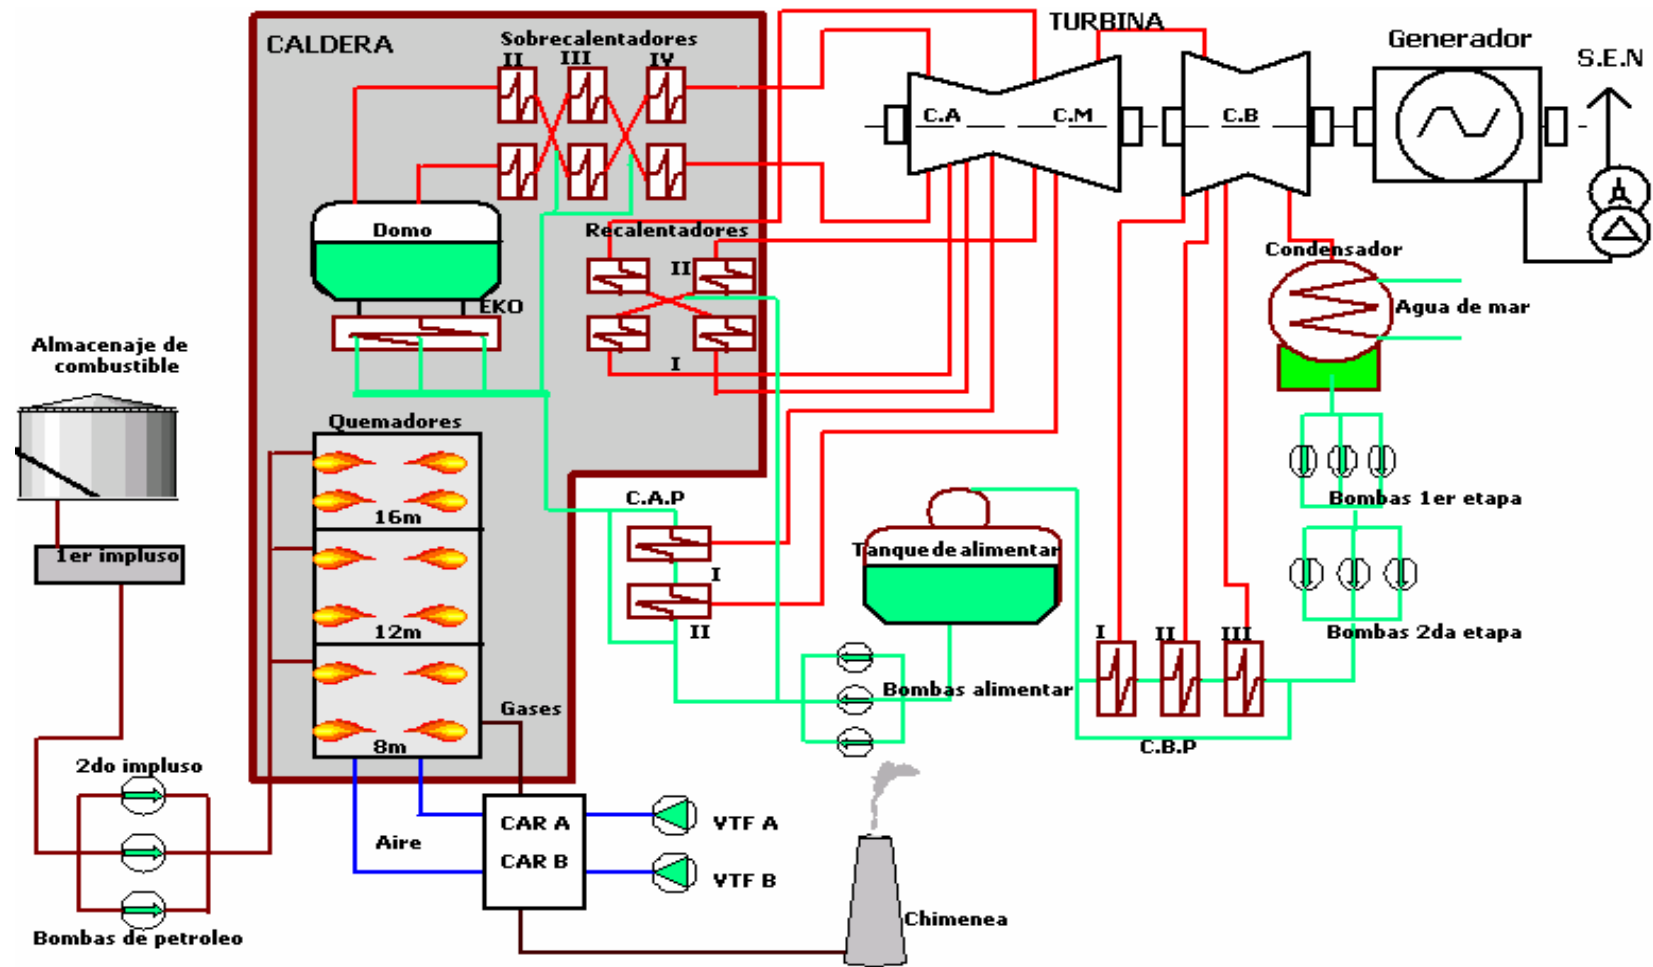 TURBINA
CALDERA
Sobrecalentadores
II
III
IV
Generador
S.E.N
C.A
C.M
C.B
Domo
Recalentadores
II
Condensador
EKO
Agua de mar
Almacenaje de
combustible
I
Quemadores
16m
C.A.P
Bombas 1er etapa
1er impluso
Tanque de alimentar
I
12m
II
Bombas 2da etapa
I
II
III
Bombas alimentar
Gases
8m
C.B.P
2do impluso
Aire
CAR A
CAR B
VTF A
VTF B
Chimenea
Bombas de petroleo